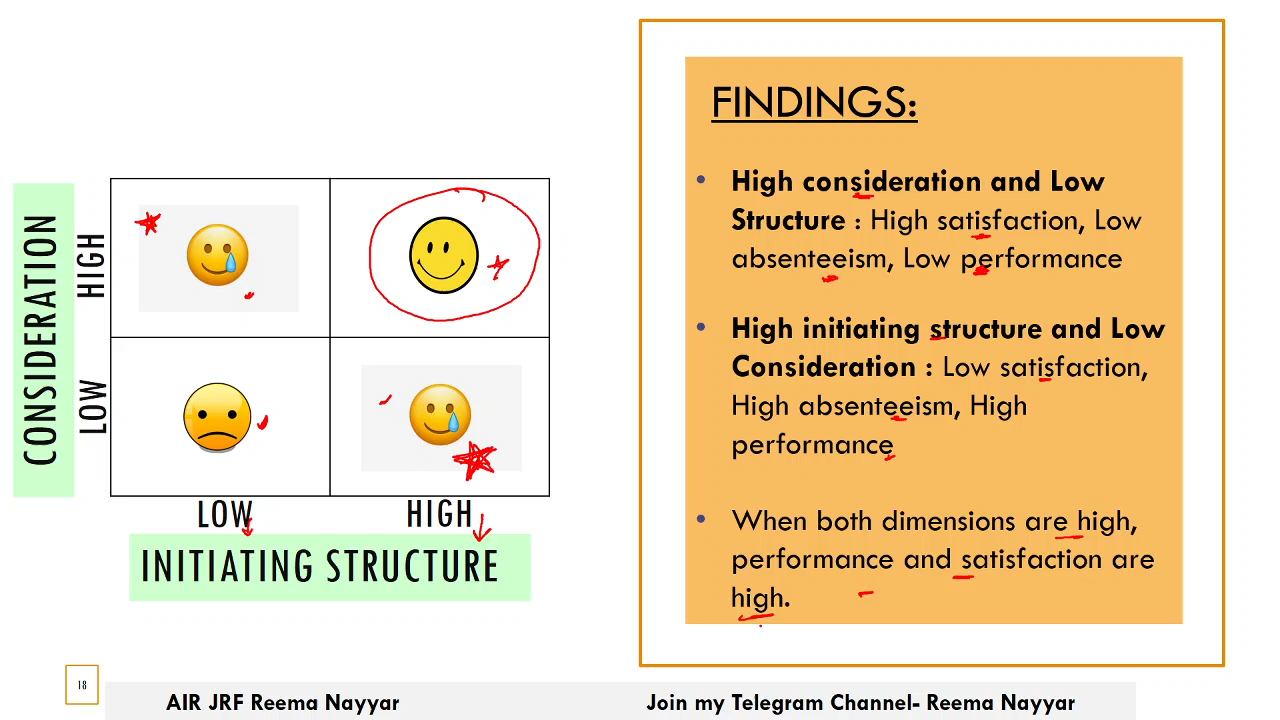 CONSIDERATION
HIGH
LOW
LOW
HIGH
INITIATING STRUCTURE
FINDINGS:
• High consideration and Low
Structure : High satisfaction, Low
absenteeism, Low performance
• High initiating structure and Low
Consideration : Low satisfaction,
High absenteeism, High
performance
• When both dimensions are high,
performance and satisfaction are
high.
18
AIR JRF Reema Nayyar
Join my Telegram Channel- Reema Nayyar